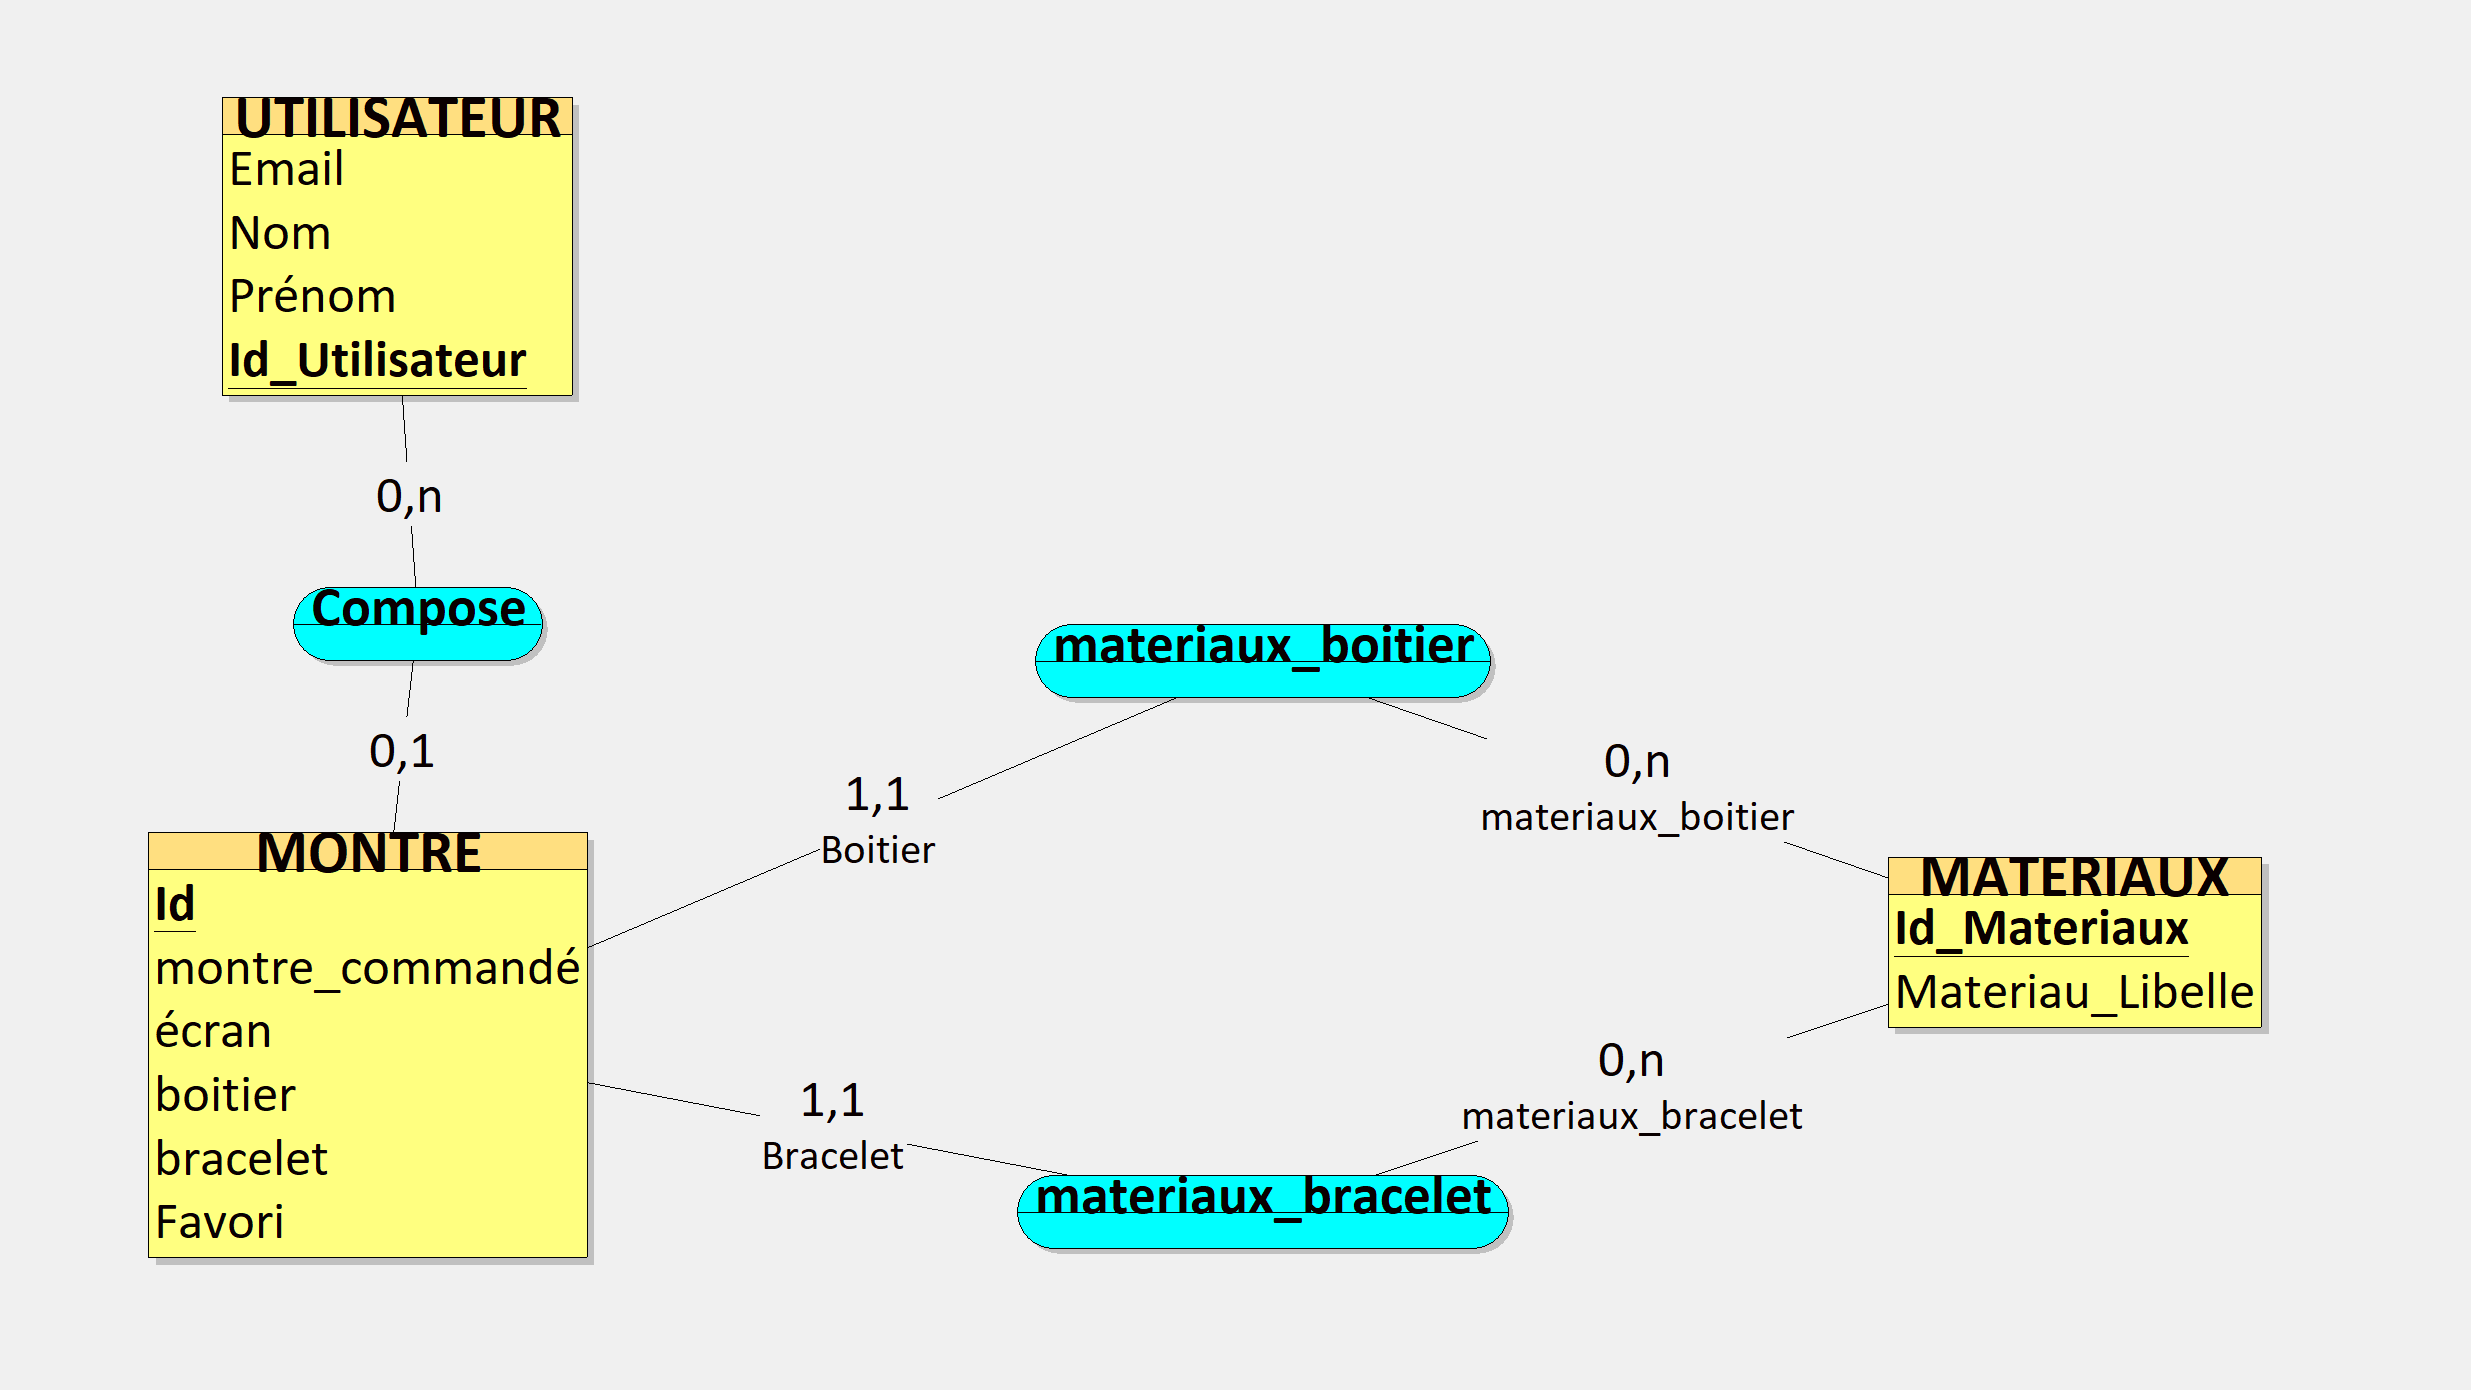 UTILISATEUR
Email
Nom
Prénom
Id_Utilisateur
0,n
Compose
0,1
MONTRE
Id
montre_commandé
écran
boitier
bracelet
Favori
materiaux_boitier
1,1
Boitier
0,n
materiaux_boitier
MATERIAUX
Id_Materiaux
Materiau_Libelle
1,1
Bracelet
0,n
materiaux_bracelet
materiaux_bracelet